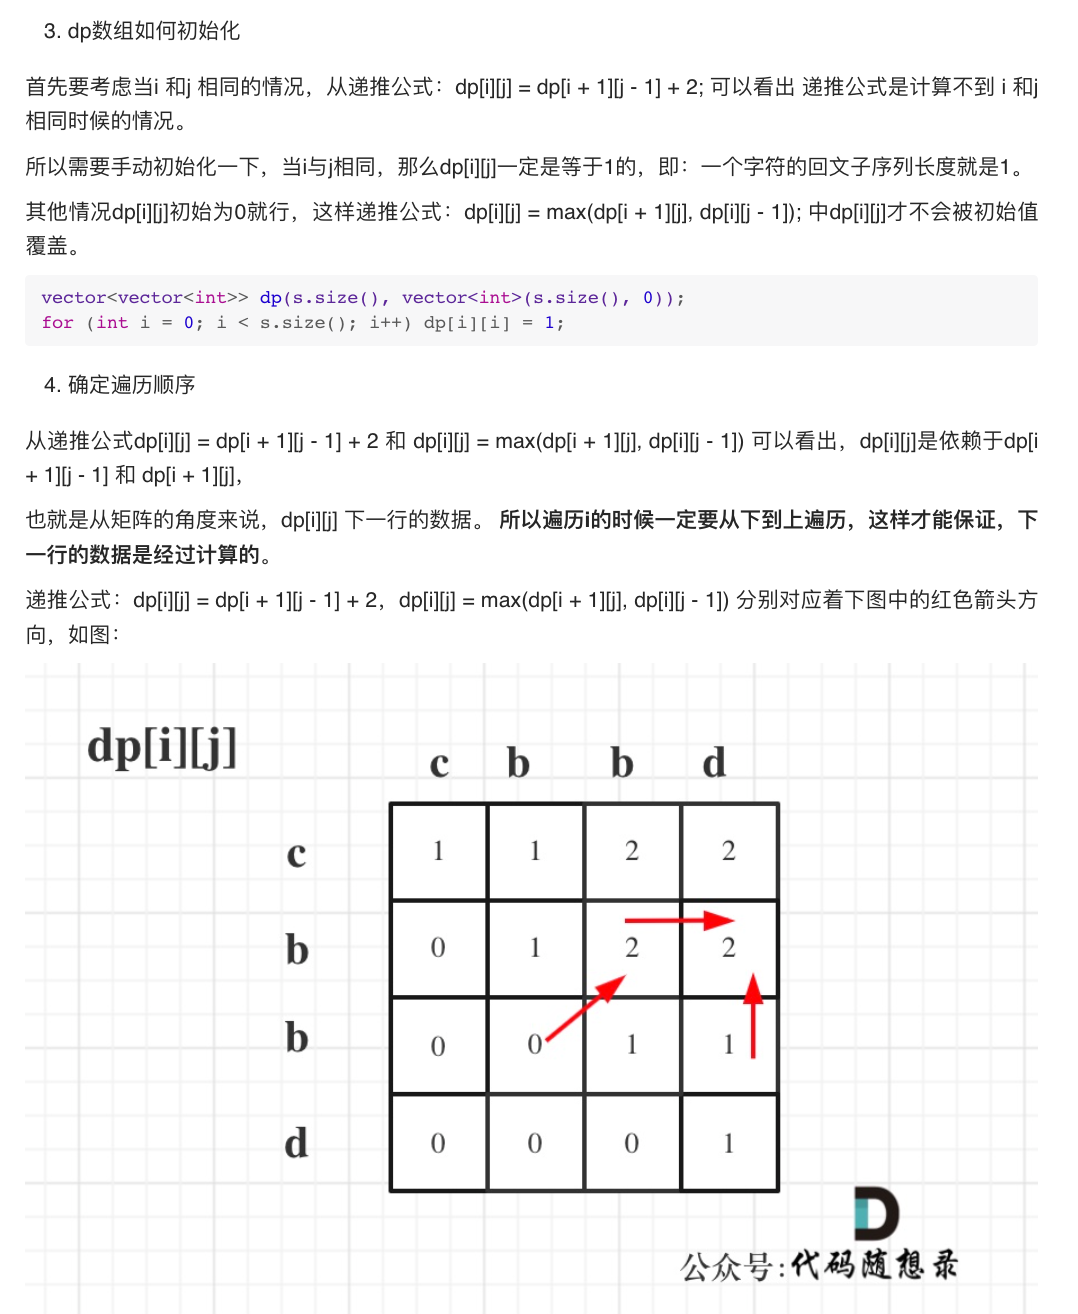 3. dp数组如何初始化
首先要考虑当i 和j 相同的情况，从递推公式：dp[i][j] = dp[i + 1][j - 1] + 2; 可以看出 递推公式是计算不到 i 和j
相同时候的情况。
所以需要手动初始化一下，当i与j相同，那么dp[i][j]一定是等于1的，即：一个字符的回文子序列长度就是1。
其他情况dp[i][j]初始为0就行，这样递推公式：dp[i][j] = max(dp[i + 1][j], dp[i][j - 1]); 中dp[i][j]才不会被初始值
覆盖。
vector<vector<int>> dp(s.size(), vector<int>(s.size(), 0));
for (int i = 0; i < s.size(); i++) dp[i][i] = 1;
4. 确定遍历顺序
从递推公式dp[i][j] = dp[i + 1][j - 1] + 2 和 dp[i][j] = max(dp[i + 1][j], dp[i][j - 1]) 可以看出，dp[i][j]是依赖于dp[i
+ 1][j - 1] 和 dp[i + 1][j]，
也就是从矩阵的角度来说，dp[i][j] 下一行的数据。 所以遍历i的时候一定要从下到上遍历，这样才能保证，下
一行的数据是经过计算的。
递推公式：dp[i][j] = dp[i + 1][j - 1] + 2，dp[i][j] = max(dp[i + 1][j], dp[i][j - 1]) 分别对应着下图中的红色箭头方
向，如图：
dp[i][j]
c b b d
c 1 1 2 2
b 0 1 2 2
b 0 0 1 1
d 0 0 0 1
公众号:代码随想录